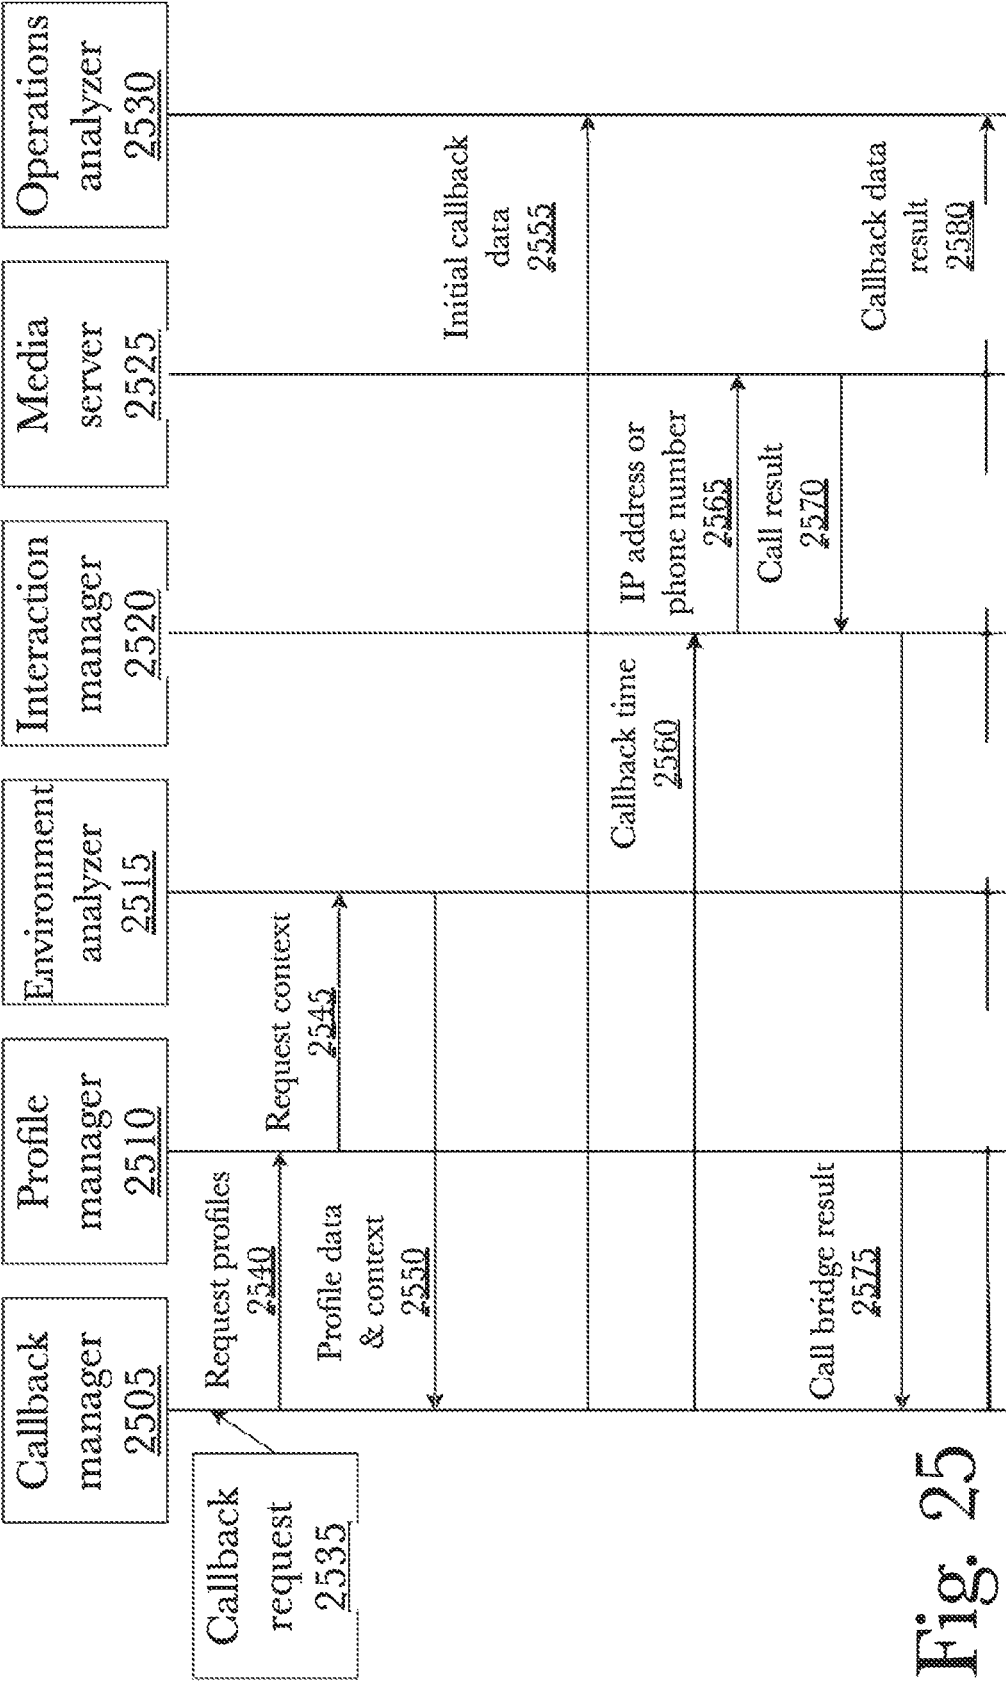 Callback
manager
2505
Profile
manager
2510
Environment
analyzer
2515
Interaction
manager
2520
Media
server
2525
Operations
analyzer
2530
Callback
request
2535
Request profiles
2540
Request context
2545
Profile data
& context
2550
Initial callback
data
2555
Callback time
2560
IP address or
phone number
2565
Call result
2570
Call bridge result
2575
Callback data
result
2580
Fig. 25